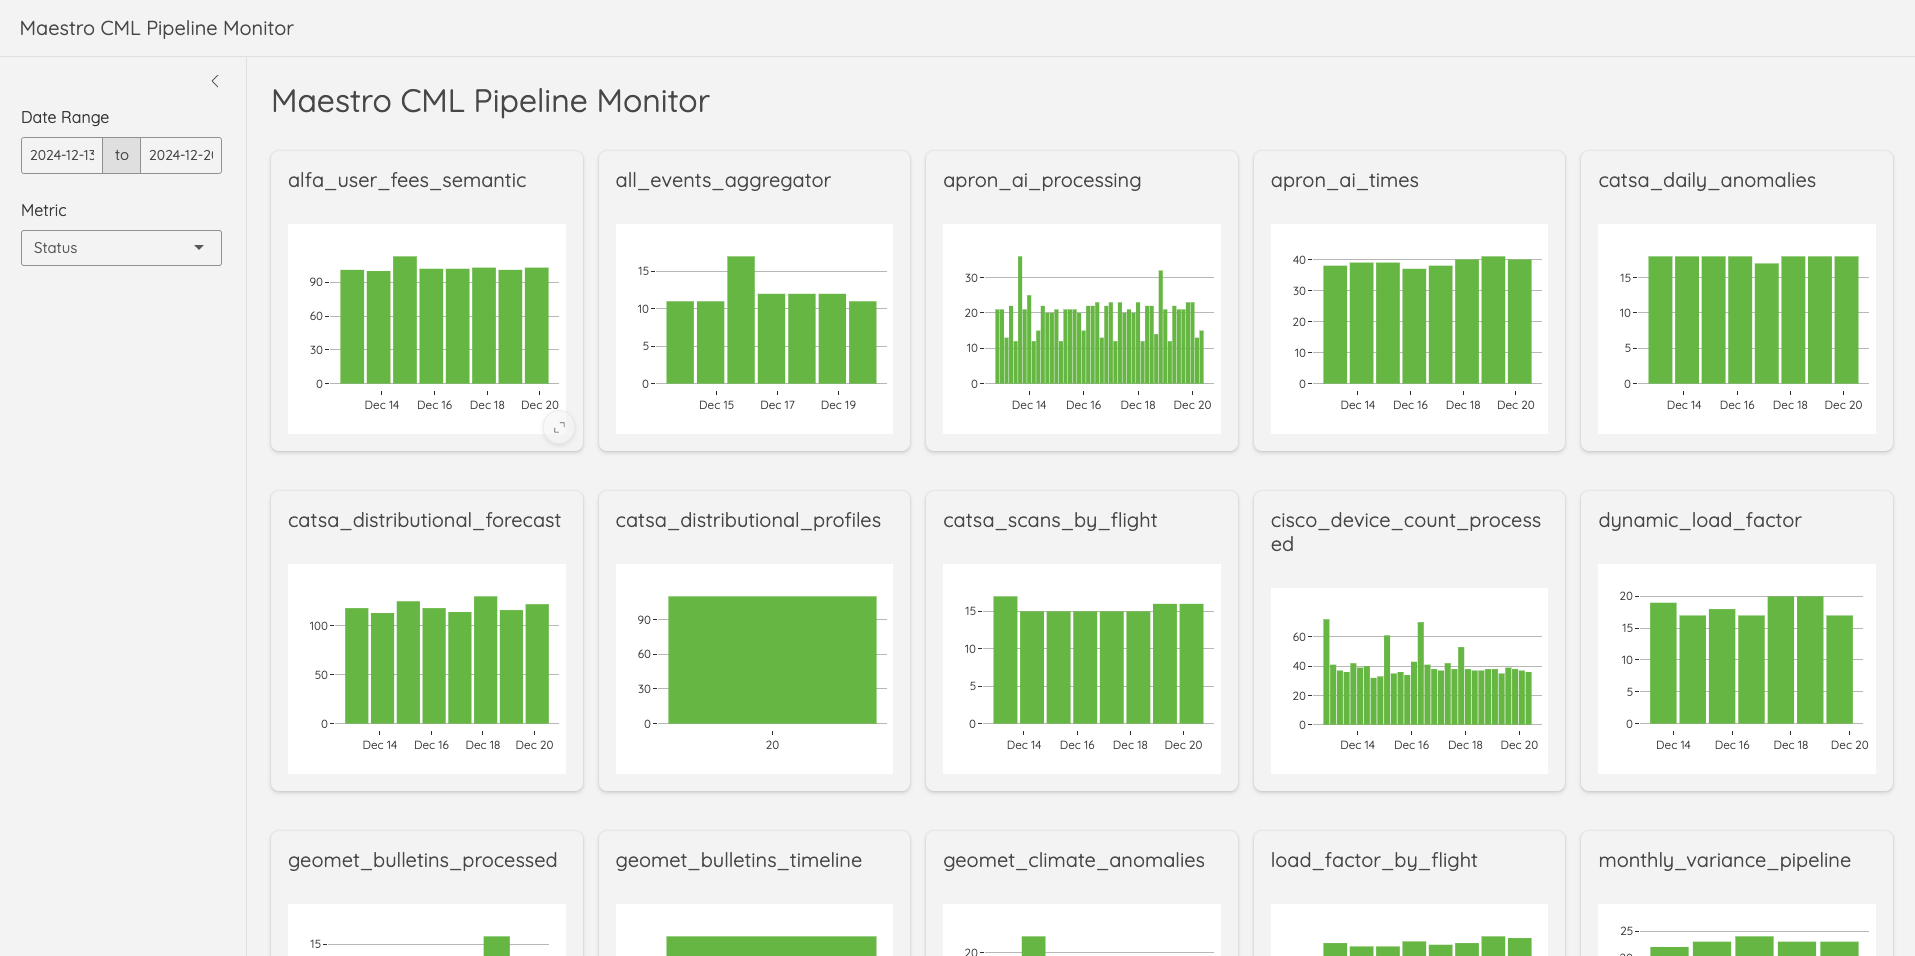 Maestro CML Pipeline Monitor
Date Range
2024-12-13 to 2024-12-2
Metric
Status
Maestro CML Pipeline Monitor
alfa_user_fees_semantic
90
60
30
0
Dec 14 Dec 16 Dec 18 Dec 20
all_events_aggregator
15
10
5
0
Dec 15 Dec 17 Dec 19
apron_ai_processing
30
20
10
0
Dec 14 Dec 16 Dec 18 Dec 20
apron_ai_times
40
30
20
10
0
Dec 14 Dec 16 Dec 18 Dec 20
catsa_daily_anomalies
15
10
5
0
Dec 14 Dec 16 Dec 18 Dec 20
catsa_distributional_forecast
100
50
0
Dec 14 Dec 16 Dec 18 Dec 20
catsa_distributional_profiles
90
60
30
0
20
catsa_scans_by_flight
15
10
5
0
Dec 14 Dec 16 Dec 18 Dec 20
cisco_device_count_process
ed
60
40
20
0
Dec 14 Dec 16 Dec 18 Dec 20
dynamic_load_factor
20
15
10
5
0
Dec 14 Dec 16 Dec 18 Dec 20
geomet_bulletins_processed
15
geomet_bulletins_timeline
geomet_climate_anomalies
20
load_factor_by_flight
monthly_variance_pipeline
25